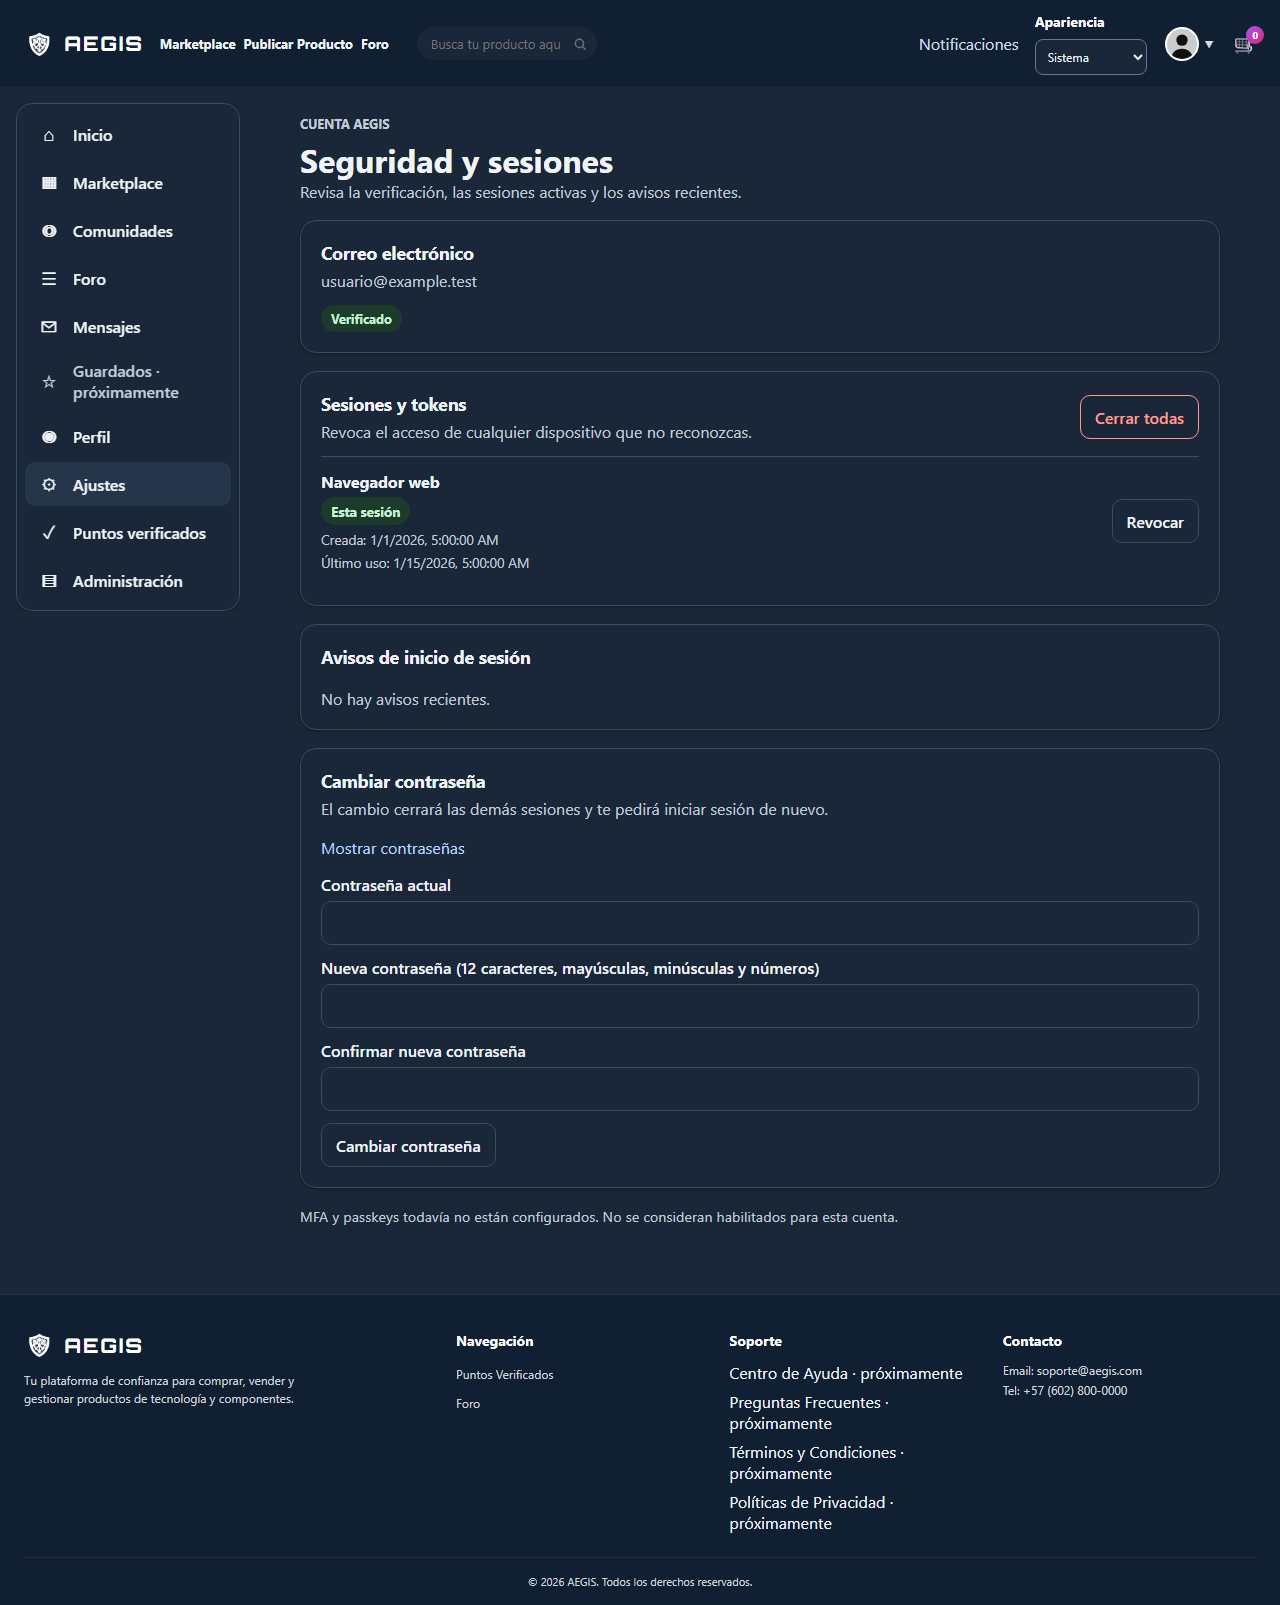 AEGIS
Marketplace Publicar Producto Foro
Busca tu producto aqu
Notificaciones
Apariencia
Sistema
0
Inicio
Marketplace
Comunidades
Foro
Mensajes
Guardados ·
próximamente
Perfil
Ajustes
Puntos verificados
Administración
CUENTA AEGIS
Seguridad y sesiones
Revisa la verificación, las sesiones activas y los avisos recientes.
Correo electrónico
usuario@example.test
Verificado
Sesiones y tokens
Revoca el acceso de cualquier dispositivo que no reconozcas.
Cerrar todas
Navegador web
Esta sesión
Creada: 1/1/2026, 5:00:00 AM
Último uso: 1/15/2026, 5:00:00 AM
Revocar
Avisos de inicio de sesión
No hay avisos recientes.
Cambiar contraseña
El cambio cerrará las demás sesiones y te pedirá iniciar sesión de nuevo.
Mostrar contraseñas
Contraseña actual
Nueva contraseña (12 caracteres, mayúsculas, minúsculas y números)
Confirmar nueva contraseña
Cambiar contraseña
MFA y passkeys todavía no están configurados. No se consideran habilitados para esta cuenta.
AEGIS
Tu plataforma de confianza para comprar, vender y
gestionar productos de tecnología y componentes.
Navegación
Puntos Verificados
Foro
Soporte
Centro de Ayuda · próximamente
Preguntas Frecuentes ·
próximamente
Términos y Condiciones ·
próximamente
Políticas de Privacidad ·
próximamente
Contacto
Email: soporte@aegis.com
Tel: +57 (602) 800-0000
© 2026 AEGIS. Todos los derechos reservados.